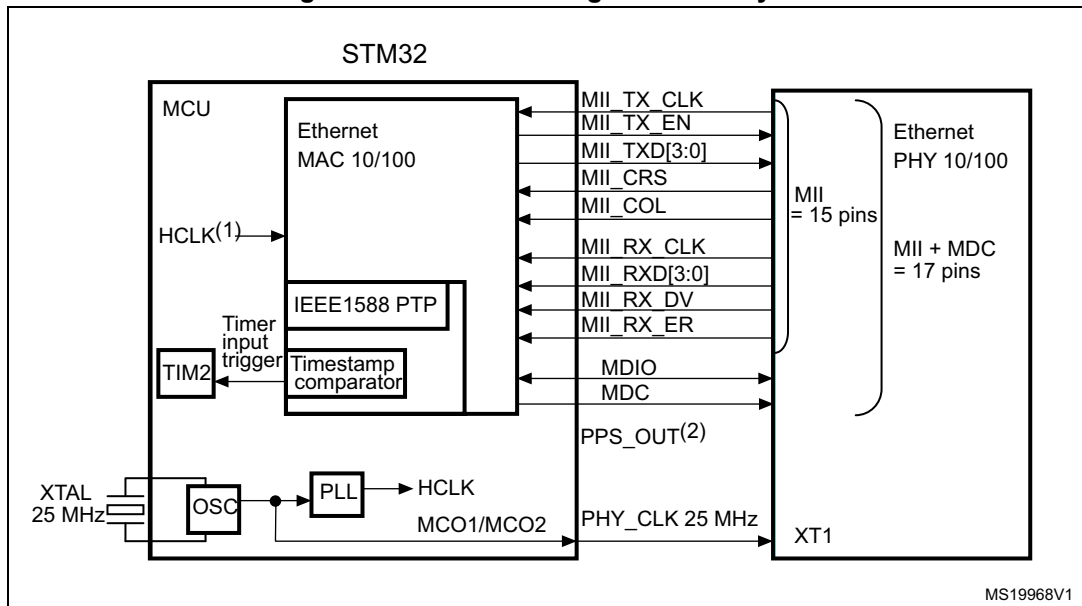 STM32
MCU
Ethernet
MAC 10/100
HCLK(1)
IEEE1588 PTP
Timer
input
trigger
Timestamp
comparator
TIM2
XTAL
25 MHz
OSC
PLL
HCLK
MCO1/MCO2
MII_TX_CLK
MII_TX_EN
MII_TXD[3:0]
MII_CRS
MII_COL
MII_RX_CLK
MII_RXD[3:0]
MII_RX_DV
MII_RX_ER
MDIO
MDC
PPS_OUT(2)
PHY_CLK 25 MHz
MII
= 15 pins
Ethernet
PHY 10/100
MII + MDC
= 17 pins
XT1
MS19968V1